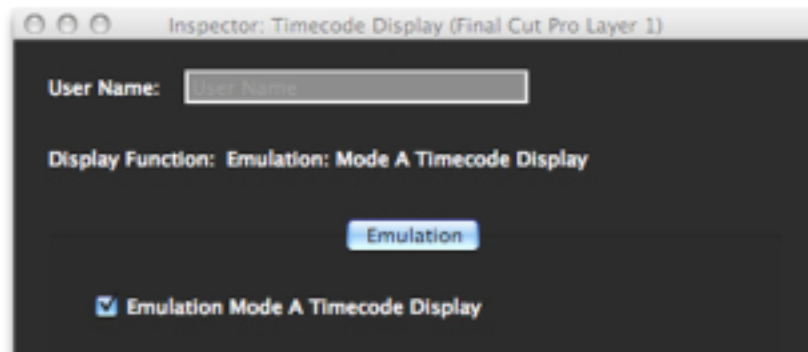 Inspector: Timecode Display (Final Cut Pro Layer 1)
User Name: User Name
Display Function: Emulation: Mode A Timecode Display
Emulation
Emulation Mode A Timecode Display